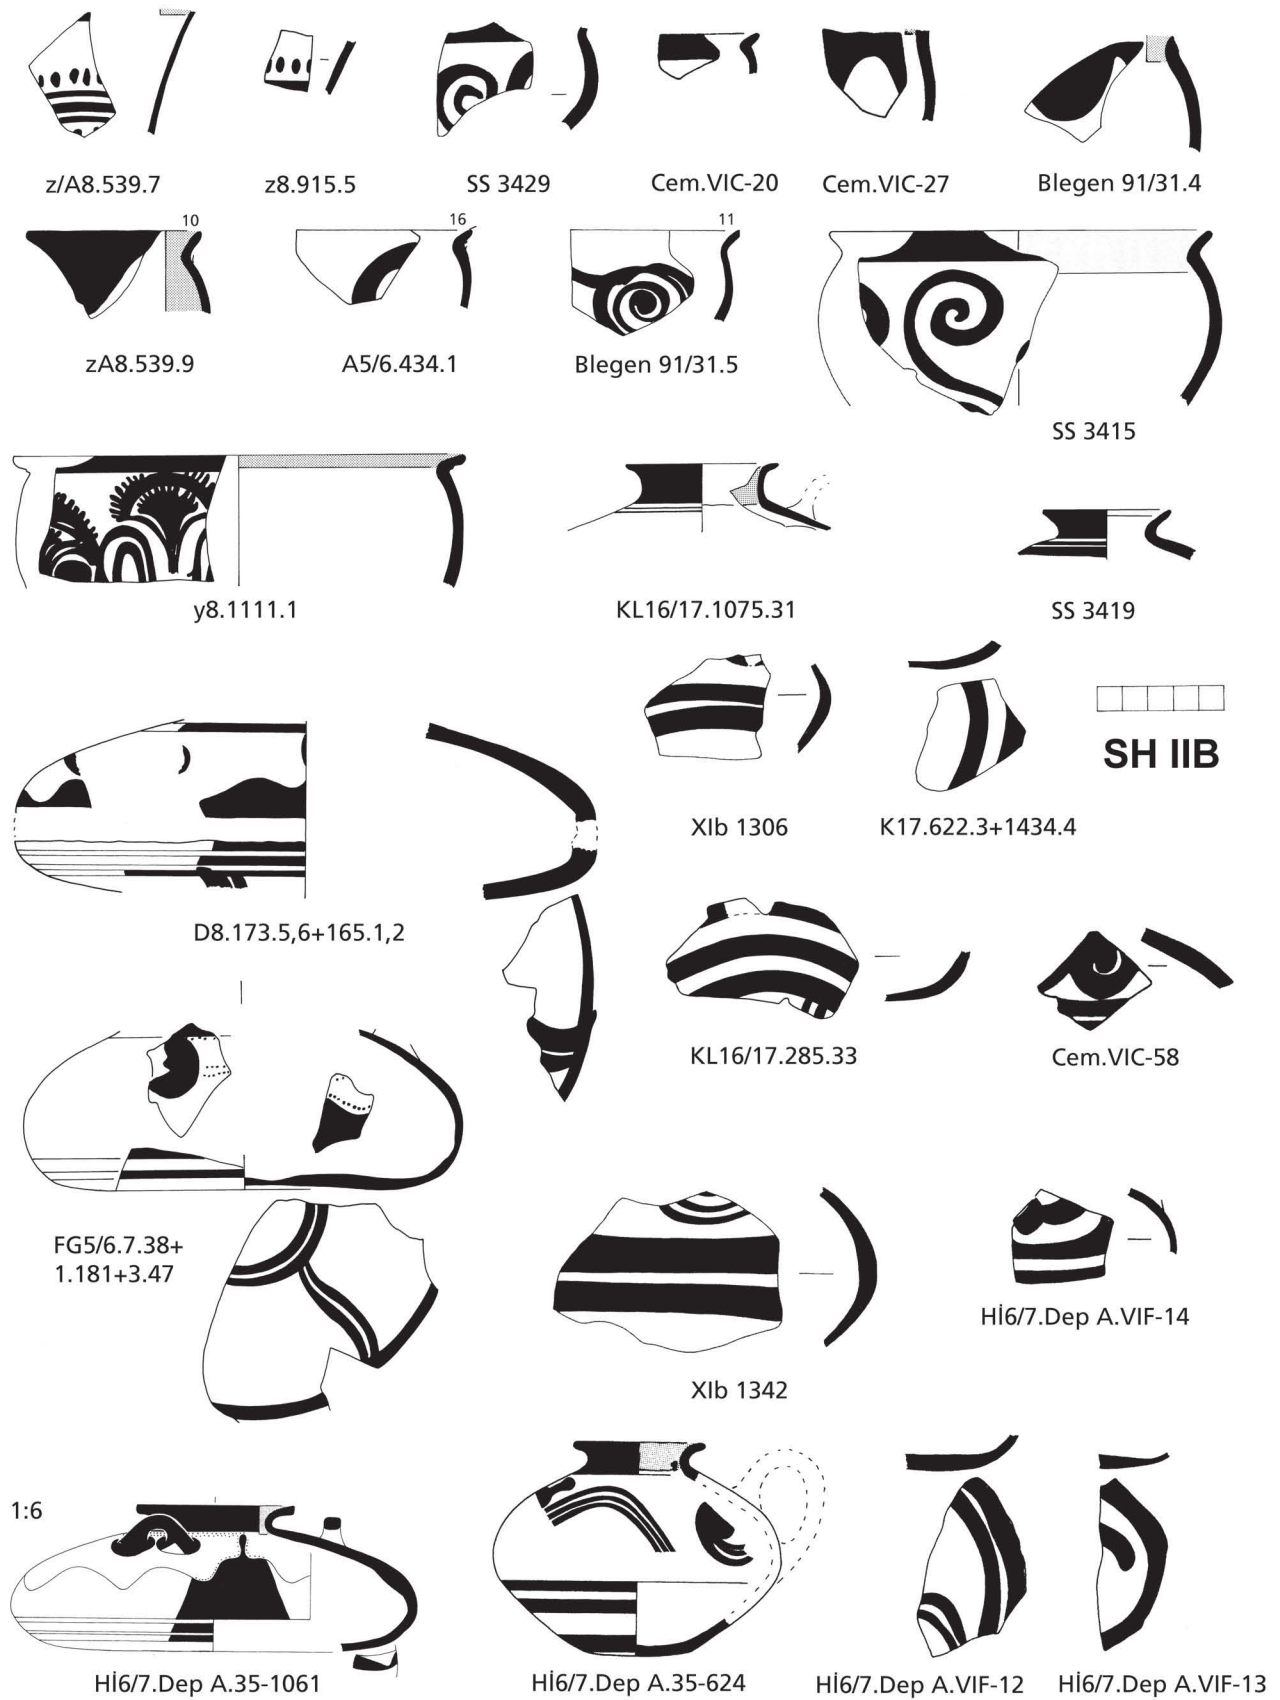 z/A8.539.7
z8.915.5
SS 3429
Cem.VIC-20
Cem.VIC-27
Blegen 91/31.4
10
16
11
zA8.539.9
A5/6.434.1
Blegen 91/31.5
SS 3415
y8.1111.1
KL16/17.1075.31
SS 3419
SH IIB
XIb 1306
K17.622.3+1434.4
D8.173.5,6+165.1,2
KL16/17.285.33
Cem.VIC-58
FG5/6.7.38+
1.181+3.47
Hİ6/7.Dep A.VIF-14
XIb 1342
1:6
Hİ6/7.Dep A.35-1061
Hİ6/7.Dep A.35-624
Hİ6/7.Dep A.VIF-12
Hİ6/7.Dep A.VIF-13